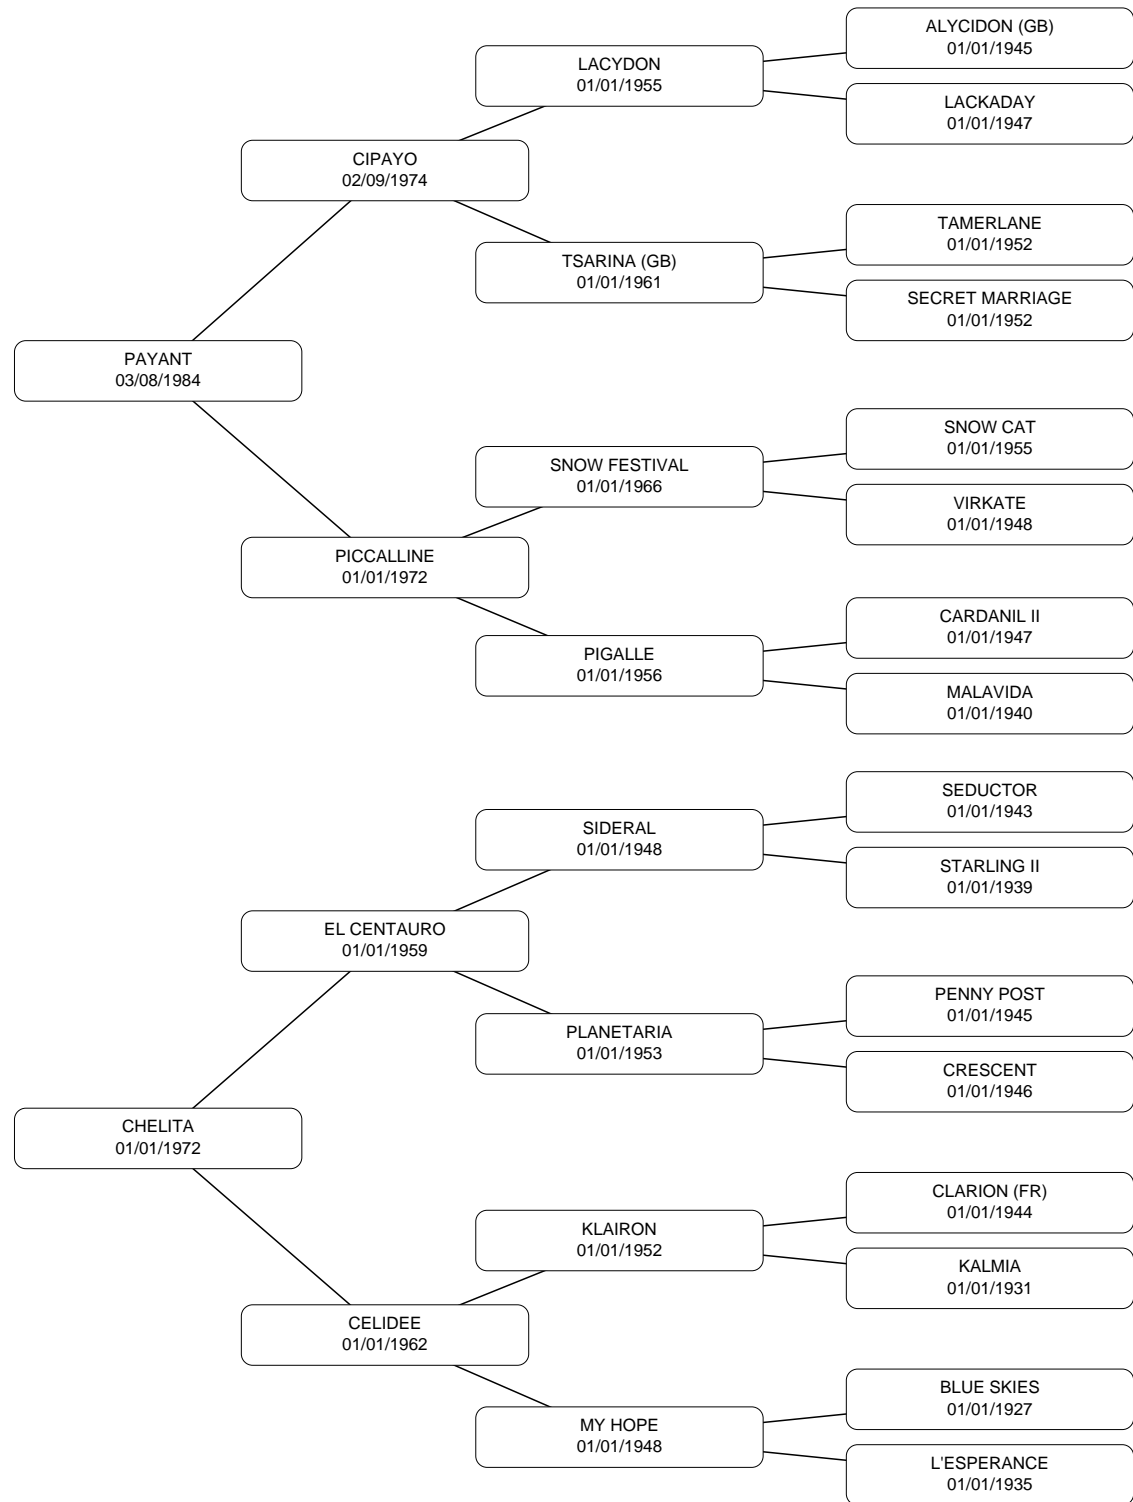 ALYCIDON (GB)
01/01/1945
LACYDON
01/01/1955
LACKADAY
01/01/1947
CIPAYO
02/09/1974
TAMERLANE
01/01/1952
TSARINA (GB)
01/01/1961
SECRET MARRIAGE
01/01/1952
PAYANT
03/08/1984
SNOW CAT
01/01/1955
SNOW FESTIVAL
01/01/1966
VIRKATE
01/01/1948
PICCALLINE
01/01/1972
CARDANIL II
01/01/1947
PIGALLE
01/01/1956
MALAVIDA
01/01/1940
SEDUCTOR
01/01/1943
SIDERAL
01/01/1948
STARLING II
01/01/1939
EL CENTAURO
01/01/1959
PENNY POST
01/01/1945
PLANETARIA
01/01/1953
CRESCENT
01/01/1946
CHELITA
01/01/1972
CLARION (FR)
01/01/1944
KLAIRON
01/01/1952
KALMIA
01/01/1931
CELIDEE
01/01/1962
BLUE SKIES
01/01/1927
MY HOPE
01/01/1948
L'ESPERANCE
01/01/1935